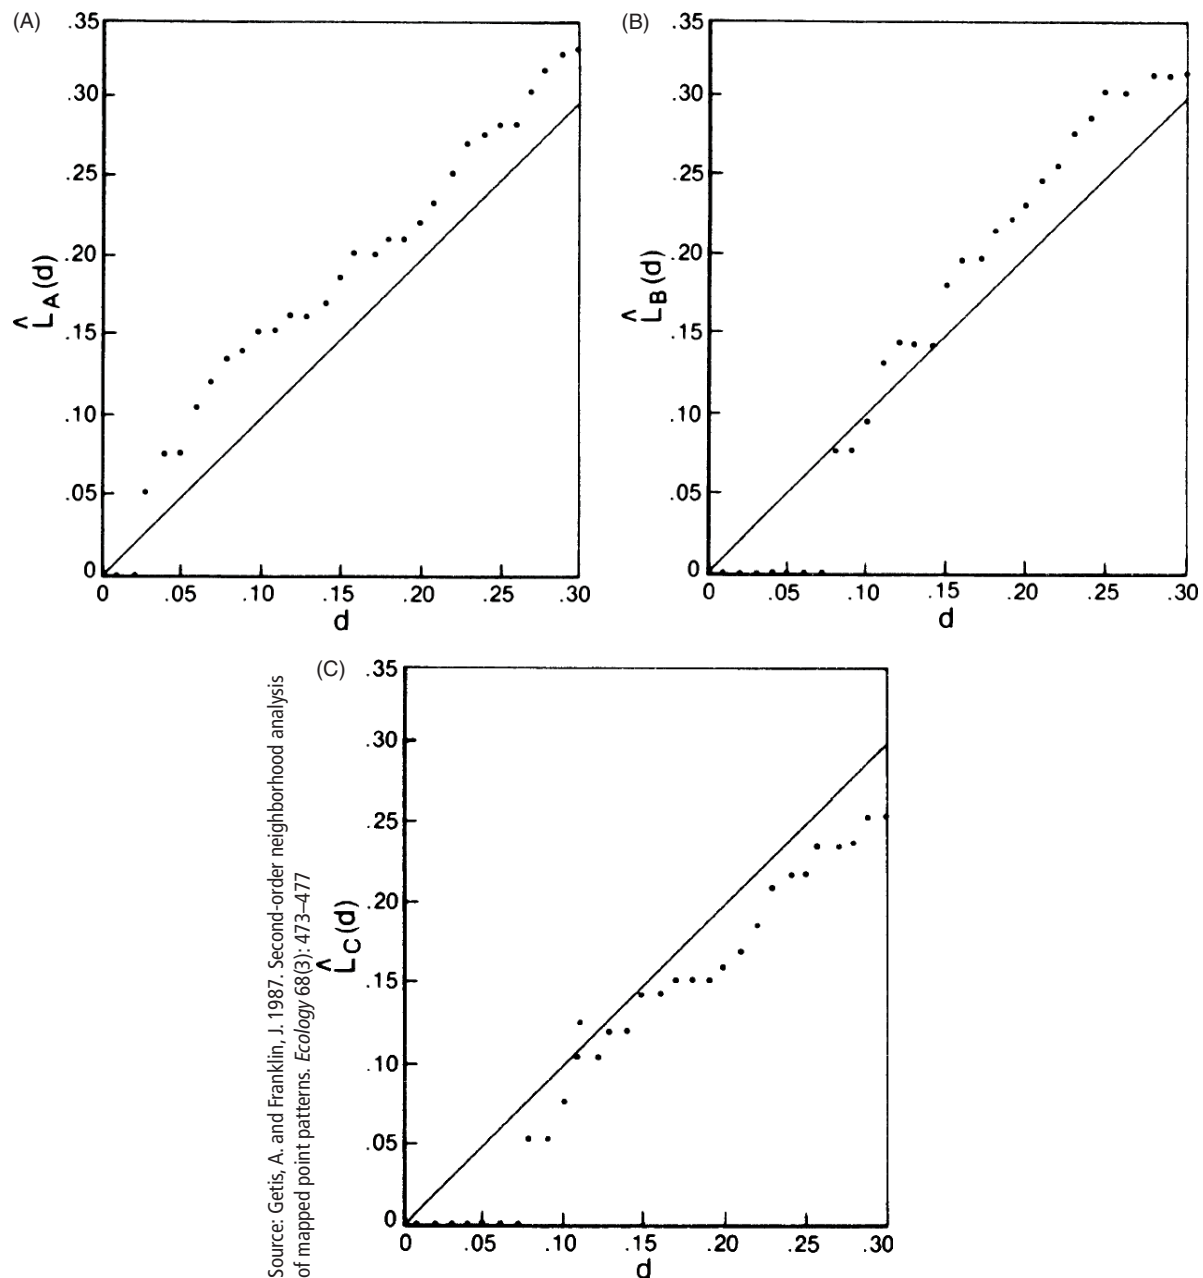 (A)
.35
.30
.25
.20
.15
.10
.05
0
L̂A(d)
0 .05 .10 .15 .20 .25 .30
d
(B)
.35
.30
.25
.20
.15
.10
.05
0
L̂B(d)
0 .05 .10 .15 .20 .25 .30
d
(C)
.35
.30
.25
.20
.15
.10
.05
0
L̂C(d)
0 .05 .10 .15 .20 .25 .30
d
Source: Getis, A. and Franklin, J. 1987. Second-order neighborhood analysis
of mapped point patterns. Ecology 68(3): 473–477